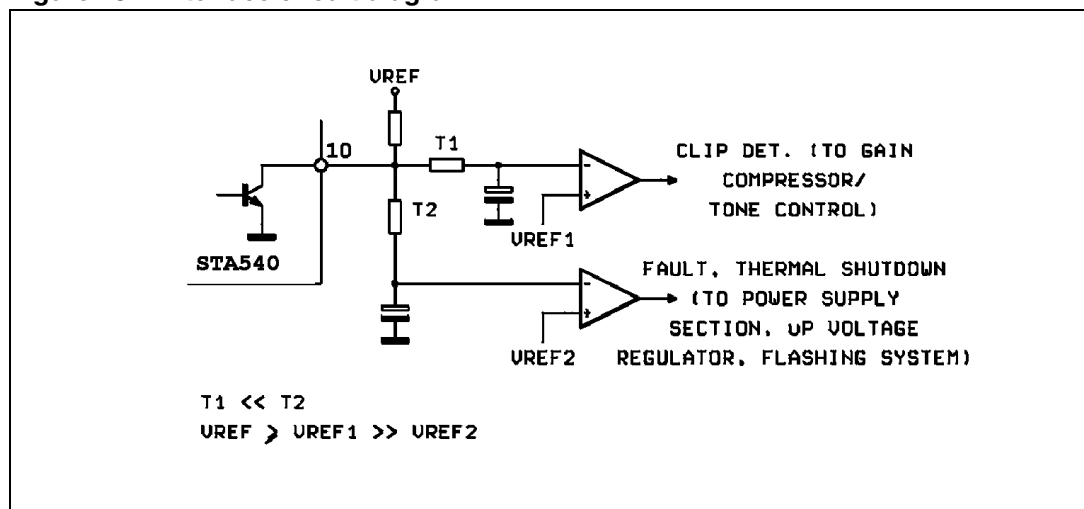 VREF
10
T1
CLIP DET. (TO GAIN
COMPRESSOR/
TONE CONTROL)
T2
VREF1
STA540
FAULT, THERMAL SHUTDOWN
(TO POWER SUPPLY
SECTION, uP VOLTAGE
REGULATOR, FLASHING SYSTEM)
VREF2
T1 << T2
VREF ⩾ VREF1 >> VREF2